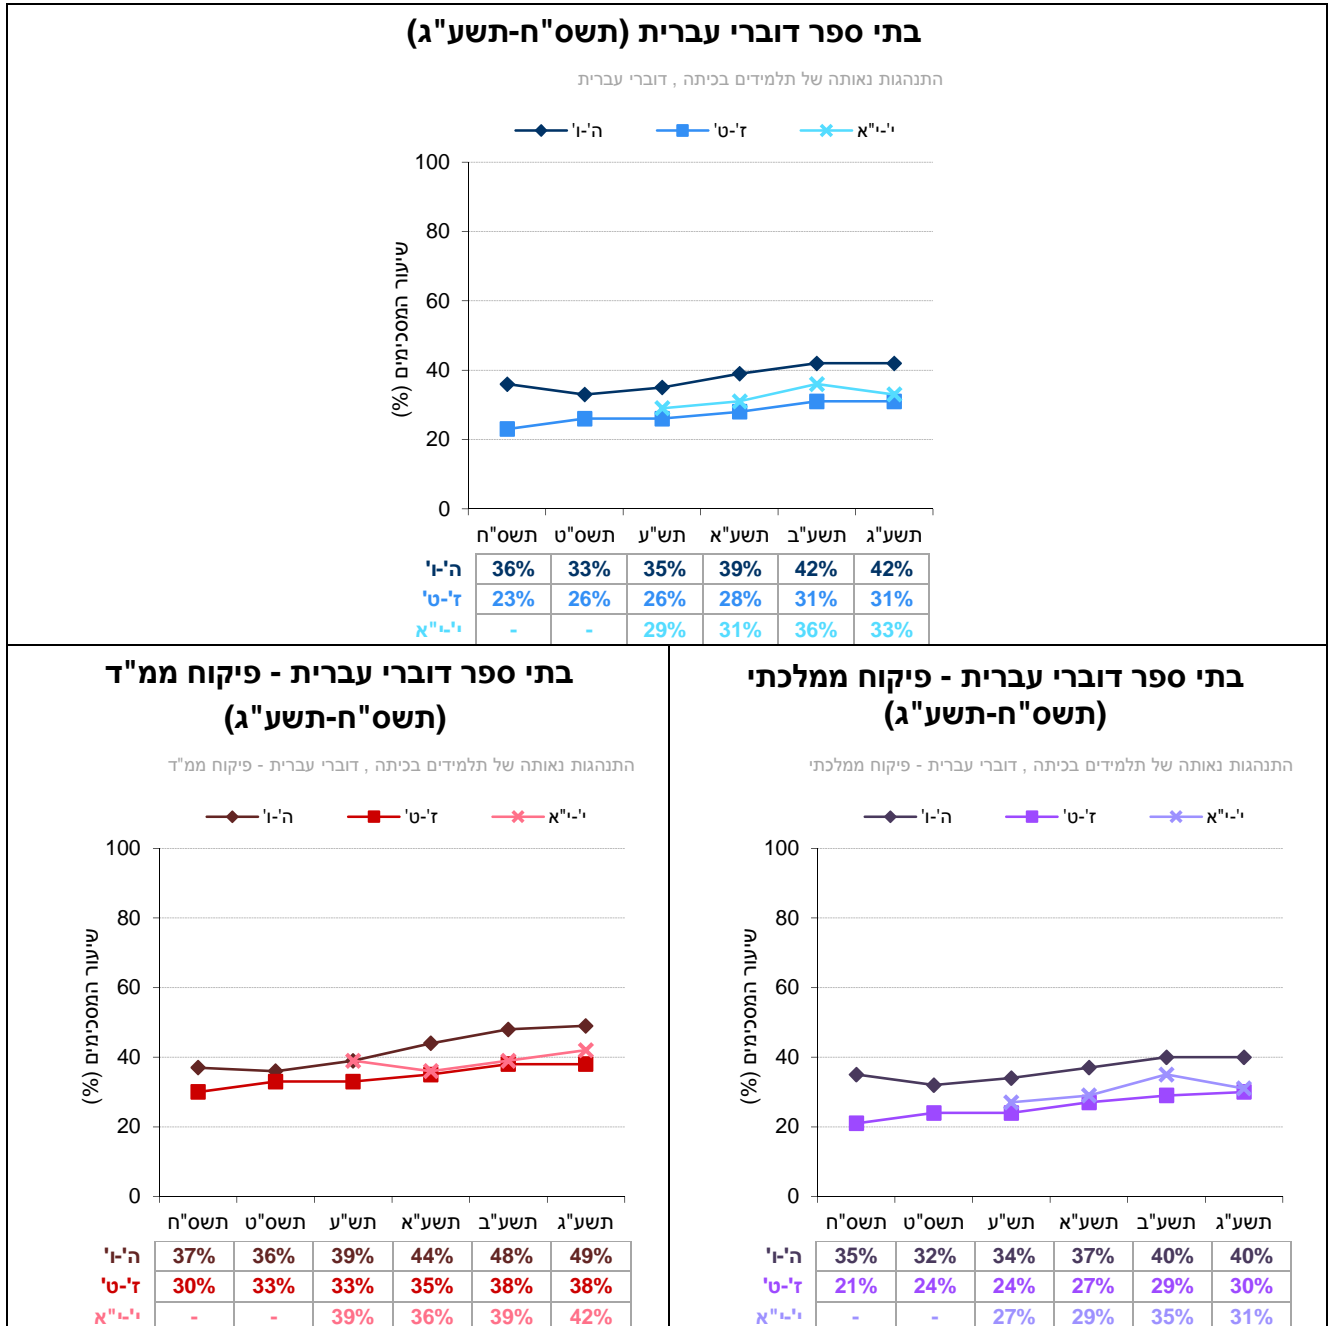 בתי ספר דוברי עברית (תשס"ח-תשע"ג)
התנהגות נאותה של תלמידים בכיתה , דוברי עברית
ה'-ו' ז'-ט' י'-י"א
שיעור המסכימים (%)
100
80
60
40
20
0
תשס"ח תשס"ט תש"ע תשע"א תשע"ב תשע"ג
ה'-ו' 36% 33% 35% 39% 42% 42%
ז'-ט' 23% 26% 26% 28% 31% 31%
י'-י"א - - 29% 31% 36% 33%
בתי ספר דוברי עברית - פיקוח ממלכתי
(תשס"ח-תשע"ג)
התנהגות נאותה של תלמידים בכיתה , דוברי עברית - פיקוח ממלכתי
ה'-ו' ז'-ט' י'-י"א
שיעור המסכימים (%)
100
80
60
40
20
0
תשס"ח תשס"ט תש"ע תשע"א תשע"ב תשע"ג
ה'-ו' 35% 32% 34% 37% 40% 40%
ז'-ט' 21% 24% 24% 27% 29% 30%
י'-י"א - - 27% 29% 35% 31%
בתי ספר דוברי עברית - פיקוח ממ"ד
(תשס"ח-תשע"ג)
התנהגות נאותה של תלמידים בכיתה , דוברי עברית - פיקוח ממ"ד
ה'-ו' ז'-ט' י'-י"א
שיעור המסכימים (%)
100
80
60
40
20
0
תשס"ח תשס"ט תש"ע תשע"א תשע"ב תשע"ג
ה'-ו' 37% 36% 39% 44% 48% 49%
ז'-ט' 30% 33% 33% 35% 38% 38%
י'-י"א - - 39% 36% 39% 42%